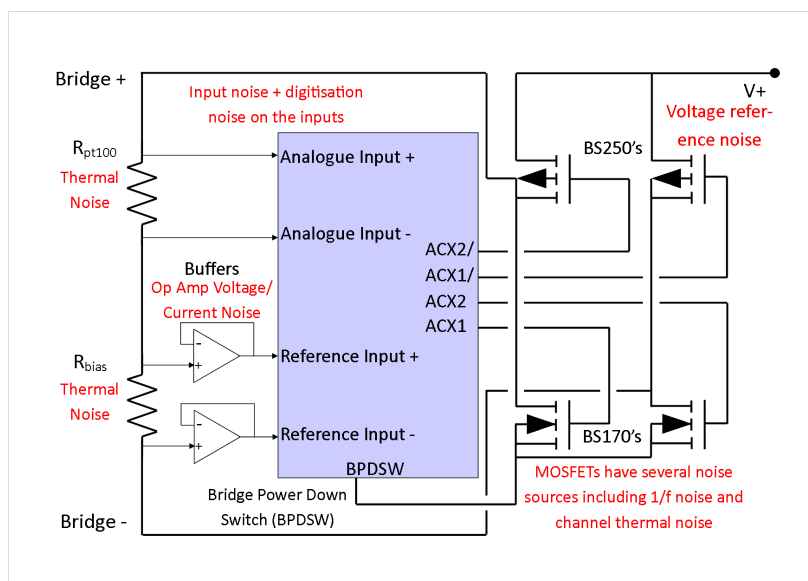 Bridge +
Input noise + digitisation
noise on the inputs
V+
Voltage refer-
ence noise
R_pt100
Thermal
Noise
Analogue Input +
BS250's
Analogue Input -
ACX2/
ACX1/
ACX2
ACX1
Buffers
Op Amp Voltage/
Current Noise
-
+
Reference Input +
R_bias
Thermal
Noise
-
+
Reference Input -
BS170's
BPDSW
Bridge Power Down
Switch (BPDSW)
MOSFETs have several noise
sources including 1/f noise and
channel thermal noise
Bridge -